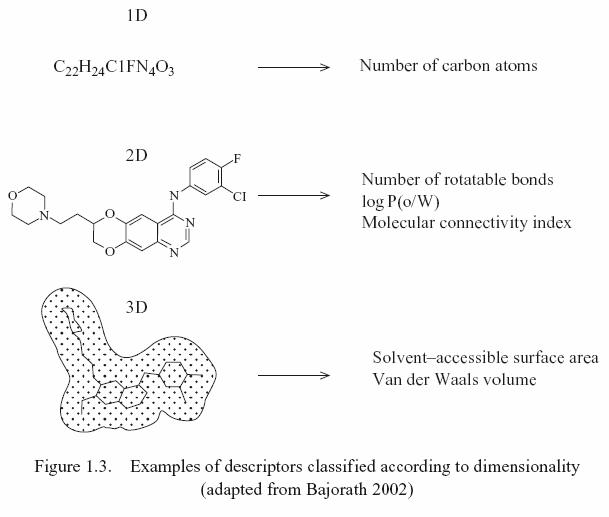 1D
C₂₂H₂₄C1FN₄O₃
Number of carbon atoms
2D
Number of rotatable bonds
log P(o/W)
Molecular connectivity index
F
Cl
N
N
N
O
N
O
O
3D
Solvent–accessible surface area
Van der Waals volume
Figure 1.3. Examples of descriptors classified according to dimensionality
(adapted from Bajorath 2002)